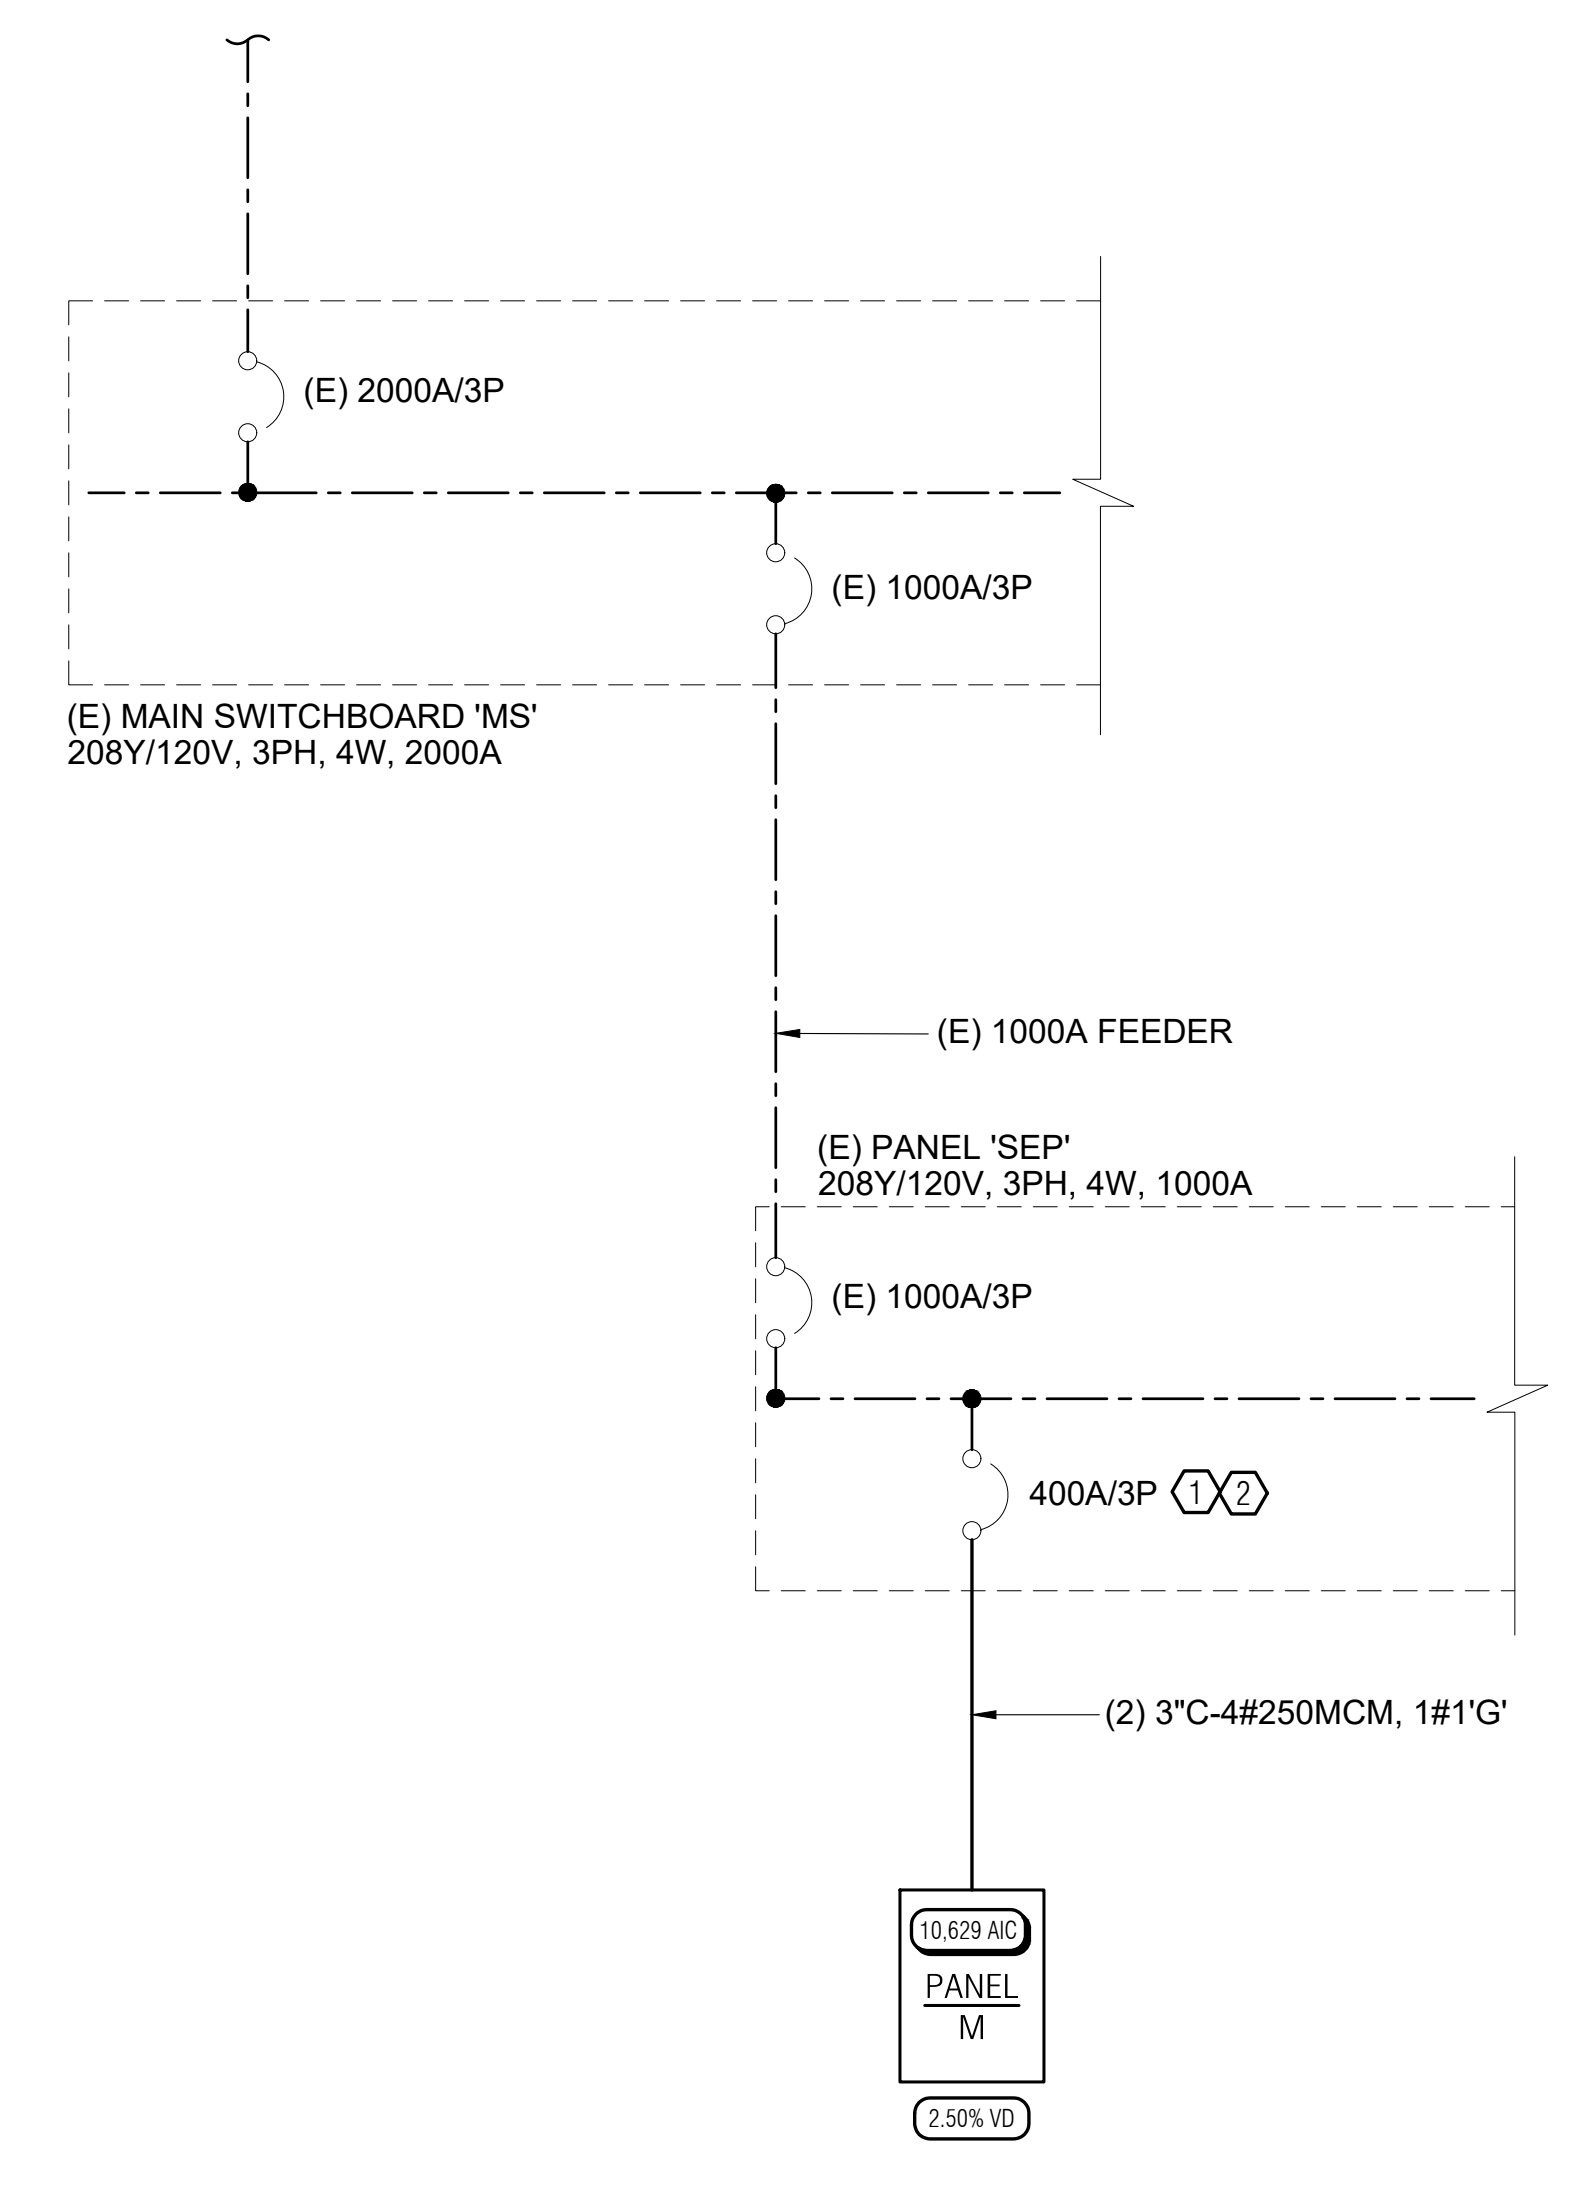 (E) 2000A/3P
(E) 1000A/3P
(E) MAIN SWITCHBOARD 'MS'
208Y/120V, 3PH, 4W, 2000A
(E) 1000A FEEDER
(E) PANEL 'SEP'
208Y/120V, 3PH, 4W, 1000A
(E) 1000A/3P
400A/3P 1 2
(2) 3"C-4#250MCM, 1#1'G'
10,629 AIC
PANEL
M
2.50% VD